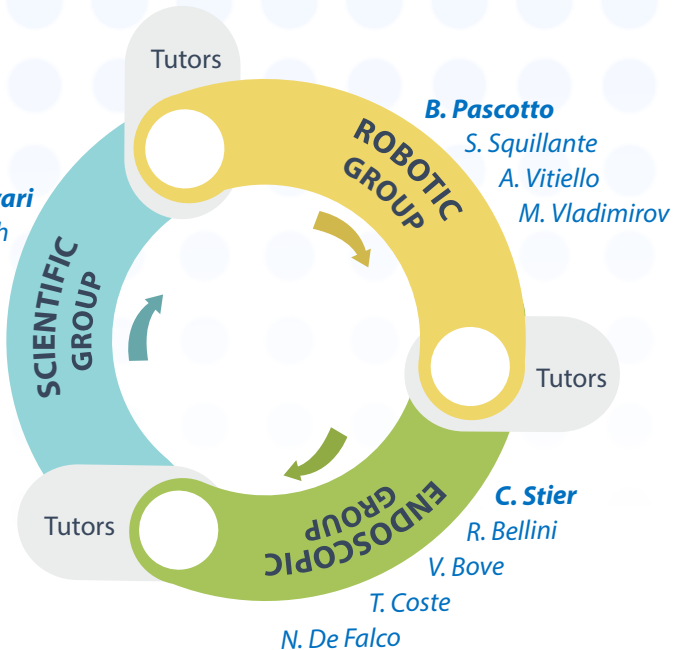 Tutors
ROBOTIC
GROUP
B. Pascotto
S. Squillante
A. Vitiello
M. Vladimirov
SCIENTIFIC
GROUP
Tutors
C. Stier
R. Bellini
V. Bove
T. Coste
N. De Falco
ENDOSCOPIC
GROUP
Tutors